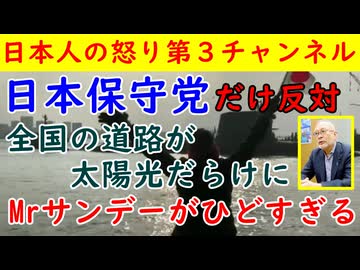 日本人の怒り第３チャンネル
日本保守党だけ反対
全国の道路が
太陽光だらけに
Mrサンデーがひどすぎる